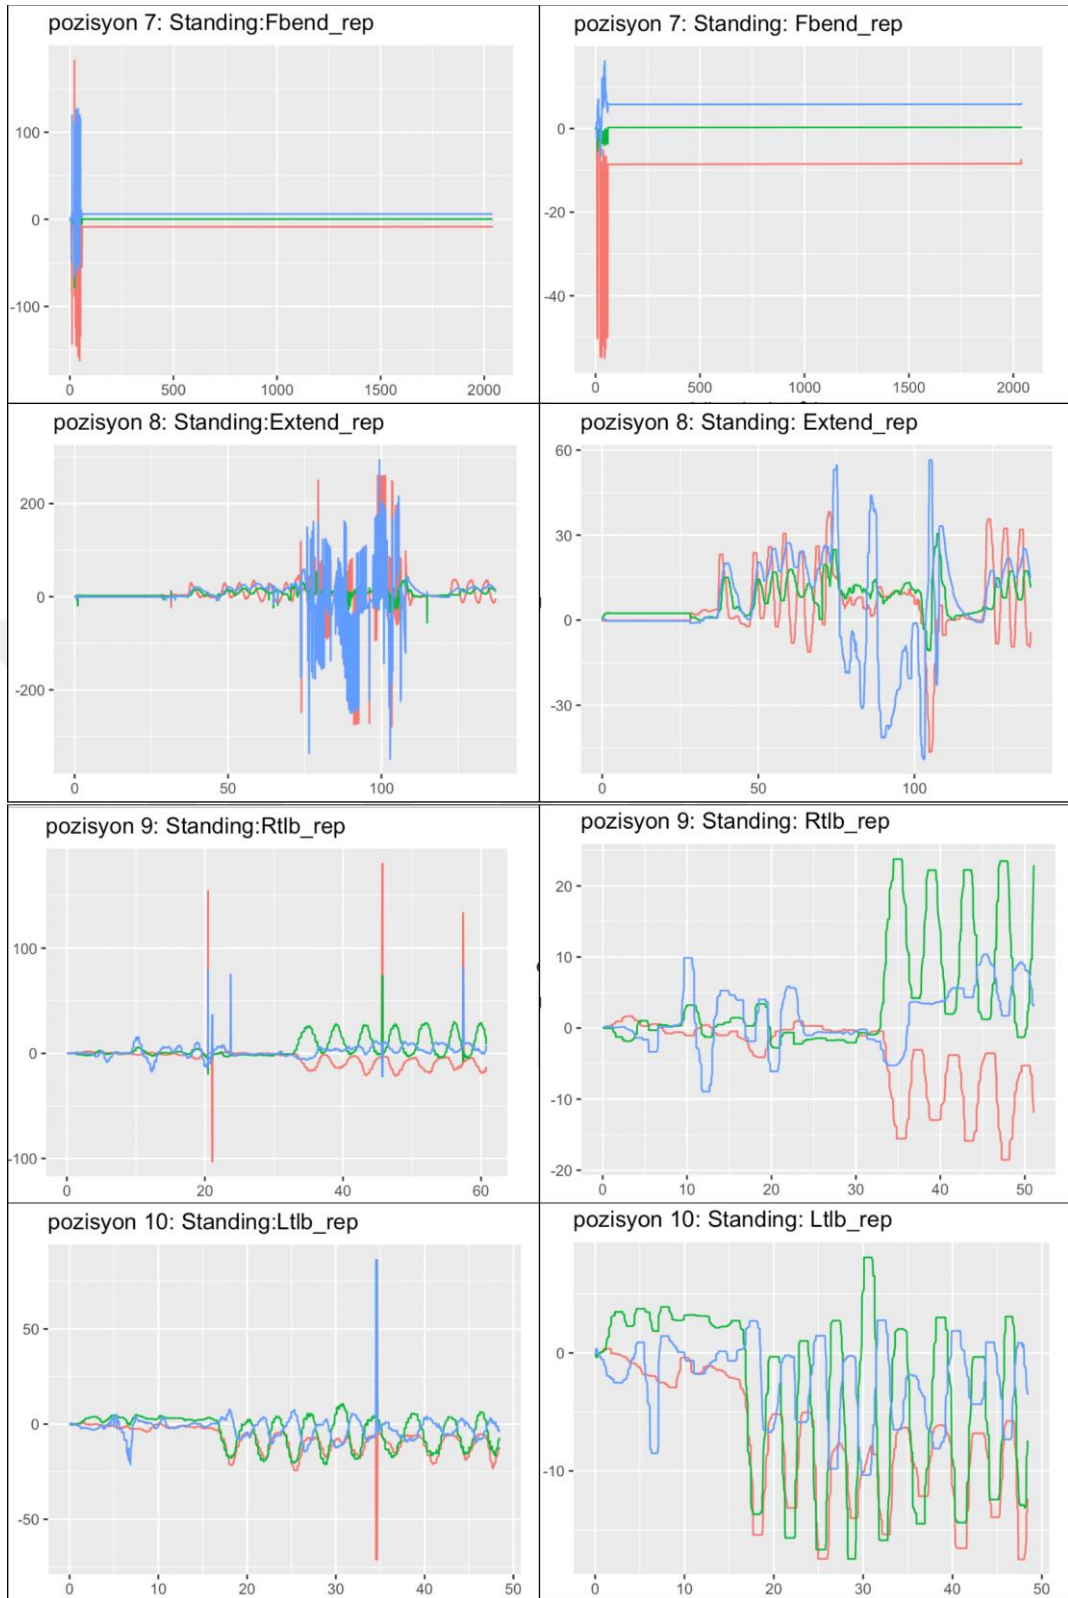 pozisyon 7: Standing:Fbend_rep
100
0
-100
0 500 1000 1500 2000
pozisyon 7: Standing: Fbend_rep
0
-20
-40
0 500 1000 1500 2000
pozisyon 8: Standing:Extend_rep
200
0
-200
0 50 100
pozisyon 8: Standing: Extend_rep
60
30
0
-30
0 50 100
pozisyon 9: Standing:Rtlb_rep
100
0
-100
0 20 40 60
pozisyon 9: Standing: Rtlb_rep
20
10
0
-10
-20
0 10 20 30 40 50
pozisyon 10: Standing:Ltlb_rep
50
0
-50
0 10 20 30 40 50
pozisyon 10: Standing: Ltlb_rep
0
-10
0 10 20 30 40 50